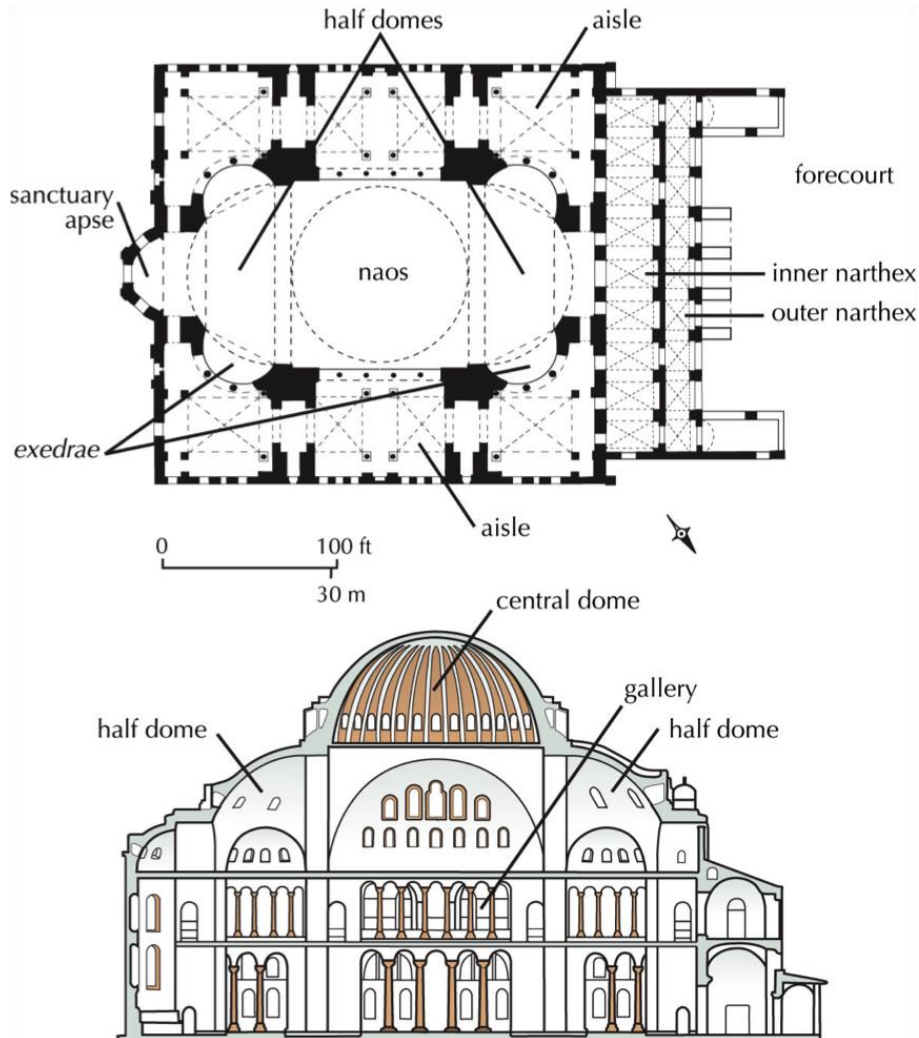 half domes
aisle
sanctuary
apse
forecourt
naos
inner narthex
outer narthex
exedrae
aisle
0 100 ft
30 m
central dome
gallery
half dome
half dome